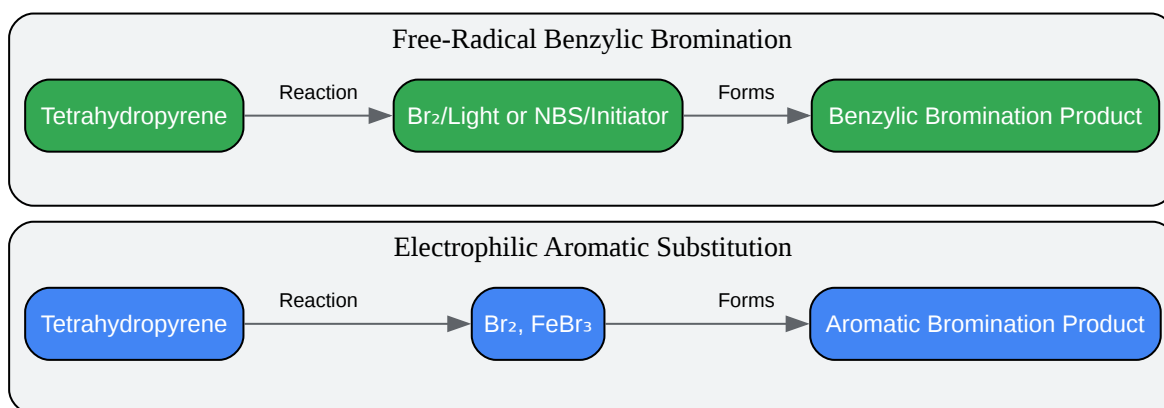 Free-Radical Benzylic Bromination
Reaction
Forms
Tetrahydropyrene
Br₂/Light or NBS/Initiator
Benzylic Bromination Product
Electrophilic Aromatic Substitution
Reaction
Forms
Tetrahydropyrene
Br₂, FeBr₃
Aromatic Bromination Product